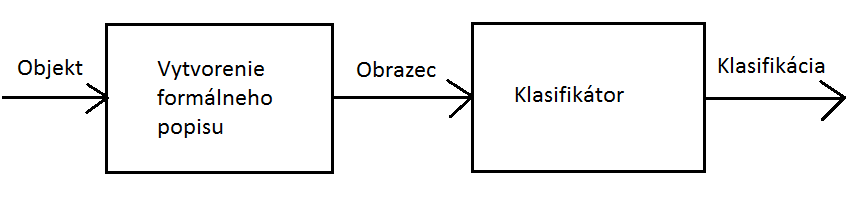 Objekt
Vytvorenie
formálneho
popisu
Obrazec
Klasifikátor
Klasifikácia